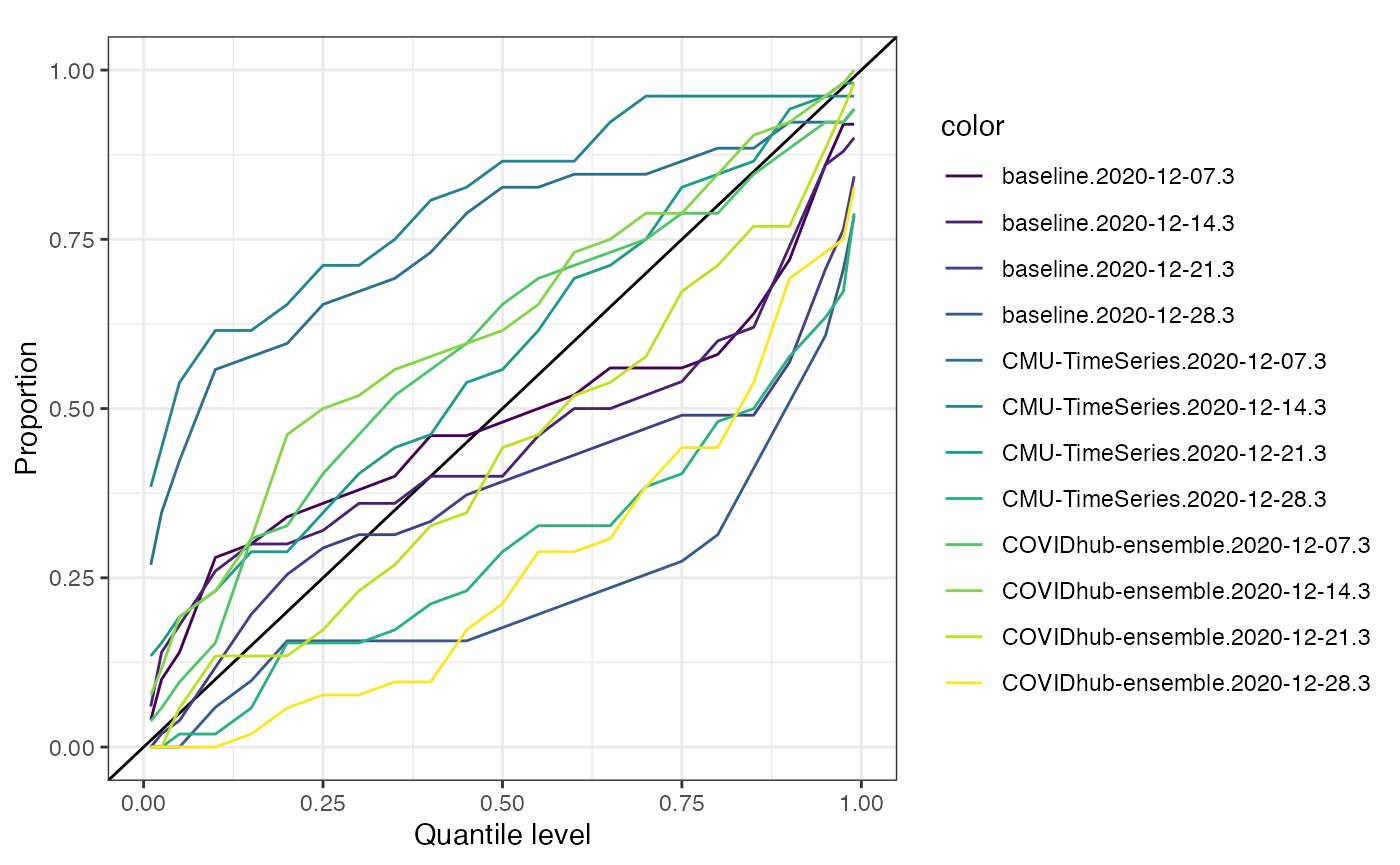 1.00
0.75
0.50
0.25
0.00
Proportion
0.00 0.25 0.50 0.75 1.00
Quantile level
color
baseline.2020-12-07.3
baseline.2020-12-14.3
baseline.2020-12-21.3
baseline.2020-12-28.3
CMU-TimeSeries.2020-12-07.3
CMU-TimeSeries.2020-12-14.3
CMU-TimeSeries.2020-12-21.3
CMU-TimeSeries.2020-12-28.3
COVIDhub-ensemble.2020-12-07.3
COVIDhub-ensemble.2020-12-14.3
COVIDhub-ensemble.2020-12-21.3
COVIDhub-ensemble.2020-12-28.3